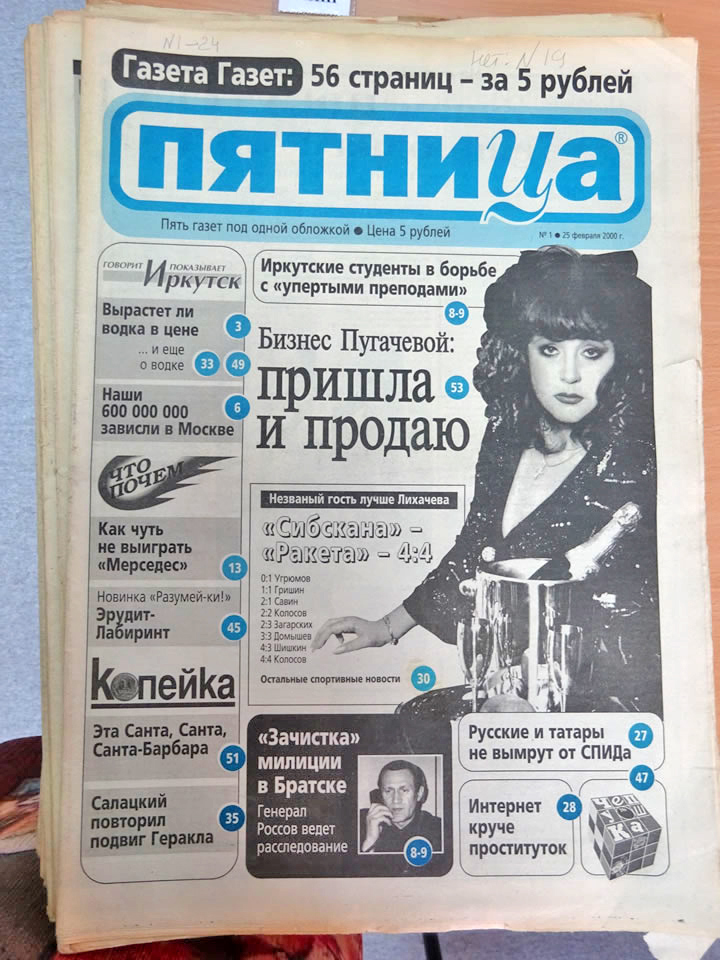 N1-24
нет. N 19
Газета Газет: 56 страниц – за 5 рублей
пятница®
Пять газет под одной обложкой ● Цена 5 рублей
№ 1 ● 25 февраля 2000 г.
ГОВОРИТ ПОКАЗЫВАЕТ
Иркутск
Вырастет ли
водка в цене
3
... и еще
о водке
33 49
Наши
600 000 000
зависли в Москве
6
ЧТО
ПОЧЕМ
Как чуть
не выиграть
«Мерседес»
13
Новинка «Разумей-ки!»
Эрудит-
Лабиринт
45
Копейка
Эта Санта, Санта,
Санта-Барбара
51
Салацкий
повторил
подвиг Геракла
35
Иркутские студенты в борьбе
с «упертыми преподами»
8-9
Бизнес Пугачевой:
пришла
и продаю
53
Незваный гость лучше Лихачева
«Сибскана» –
«Ракета» – 4:4
0:1 Угрюмов
1:1 Гришин
2:1 Савин
2:2 Колосов
2:3 Загарских
3:3 Домышев
4:3 Шишкин
4:4 Колосов
Остальные спортивные новости
30
«Зачистка»
милиции
в Братске
Генерал
Россов ведет
расследование
8-9
Русские и татары
не вымрут от СПИДа
27
Интернет
круче
проституток
28
47
ЧЕП
УШ
КА